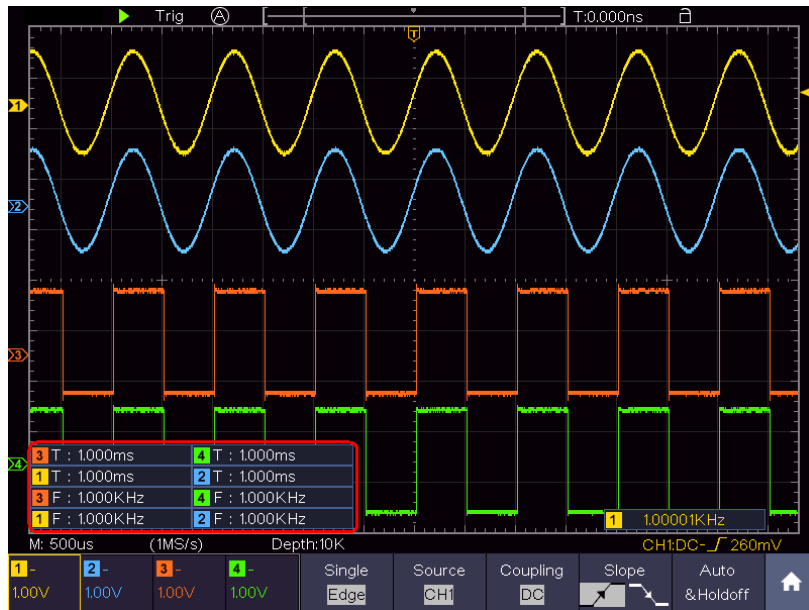 Trig A T:0.000ns
T
1
2
3
4
3 T : 1.000ms 4 T : 1.000ms
1 T : 1.000ms 2 T : 1.000ms
3 F : 1.000KHz 4 F : 1.000KHz
1 F : 1.000KHz 2 F : 1.000KHz
1 1.00001KHz
M: 500us (1MS/s) Depth:10K CH1:DC- 260mV
1 - 2 - 3 - 4 - Single Source Coupling Slope Auto
1.00V 1.00V 1.00V 1.00V Edge CH1 DC &Holdoff